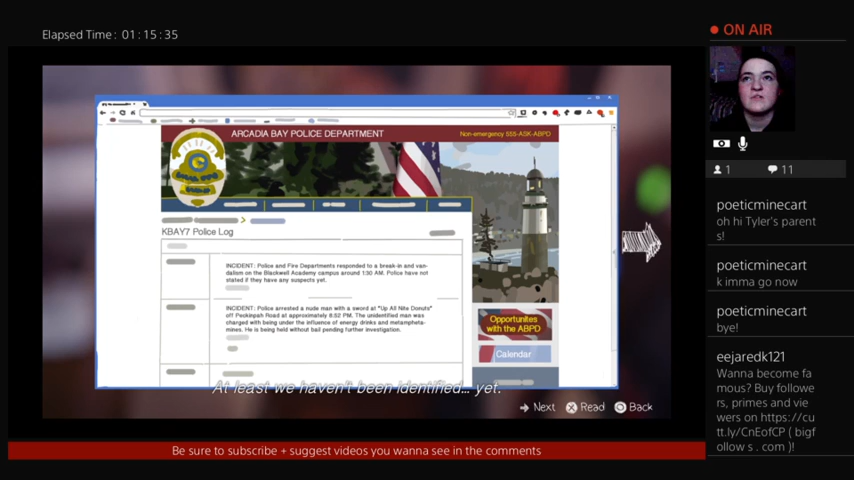 Elapsed Time: 01:15:35
ON AIR
ARCADIA BAY POLICE DEPARTMENT
Non-emergency 555-ASK-ABPD
KBAY7 Police Log
INCIDENT: Police and Fire Departments responded to a break-in and van-
dalism on the Blackwell Academy campus around 1:30 AM. Police have not
stated if they have any suspects yet.
INCIDENT: Police arrested a nude man with a sword at "Up All Nite Donuts"
off Peckinpah Road at approximately 8:52 PM. The unidentified man was
charged with being under the influence of energy drinks and metampheta-
mines. He is being held without bail pending further investigation.
Opportunites
with the ABPD
Calendar
At least we haven't been identified... yet.
Next
Read
Back
Be sure to subscribe + suggest videos you wanna see in the comments
1
11
poeticminecart
oh hi Tyler's parent
s!
poeticminecart
k imma go now
poeticminecart
bye!
eejaredk121
Wanna become fa
mous? Buy followe
rs, primes and vie
wers on https://cu
tt.ly/CnEofCP ( bigf
ollow s . com )!